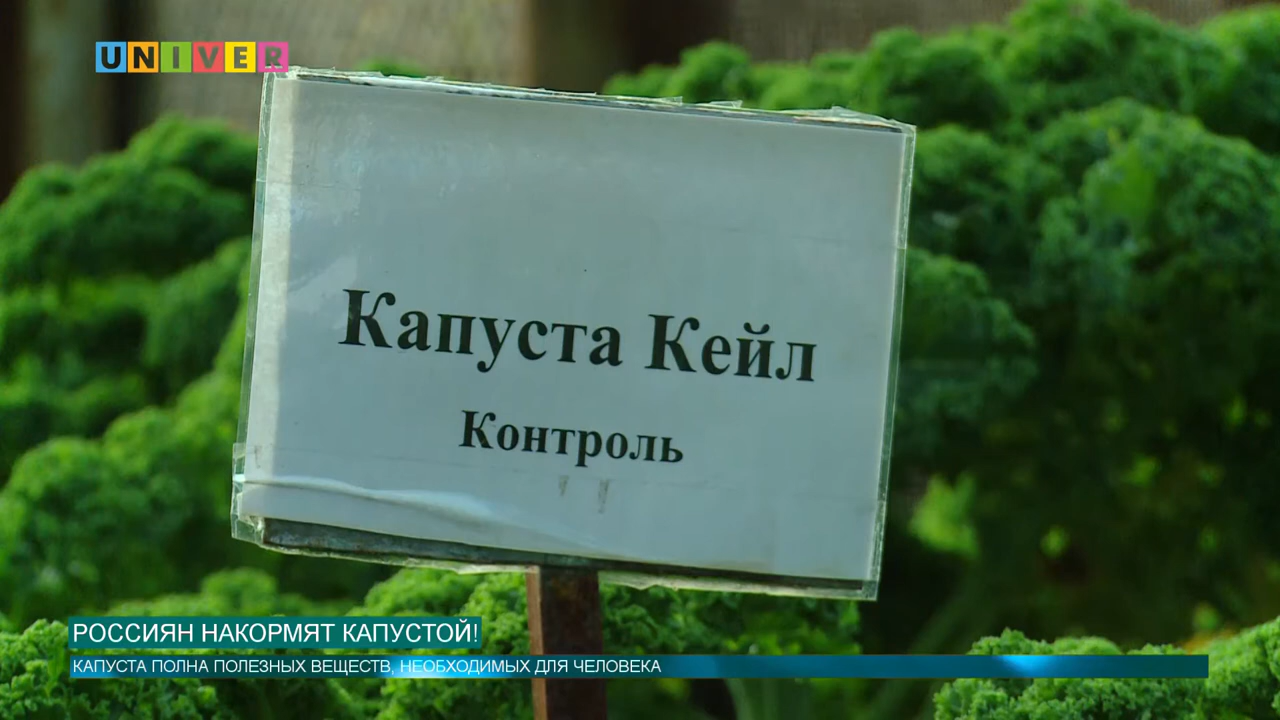 UNIVER
Капуста Кейл
Контроль
РОССИЯН НАКОРМЯТ КАПУСТОЙ!
КАПУСТА ПОЛНА ПОЛЕЗНЫХ ВЕЩЕСТВ, НЕОБХОДИМЫХ ДЛЯ ЧЕЛОВЕКА